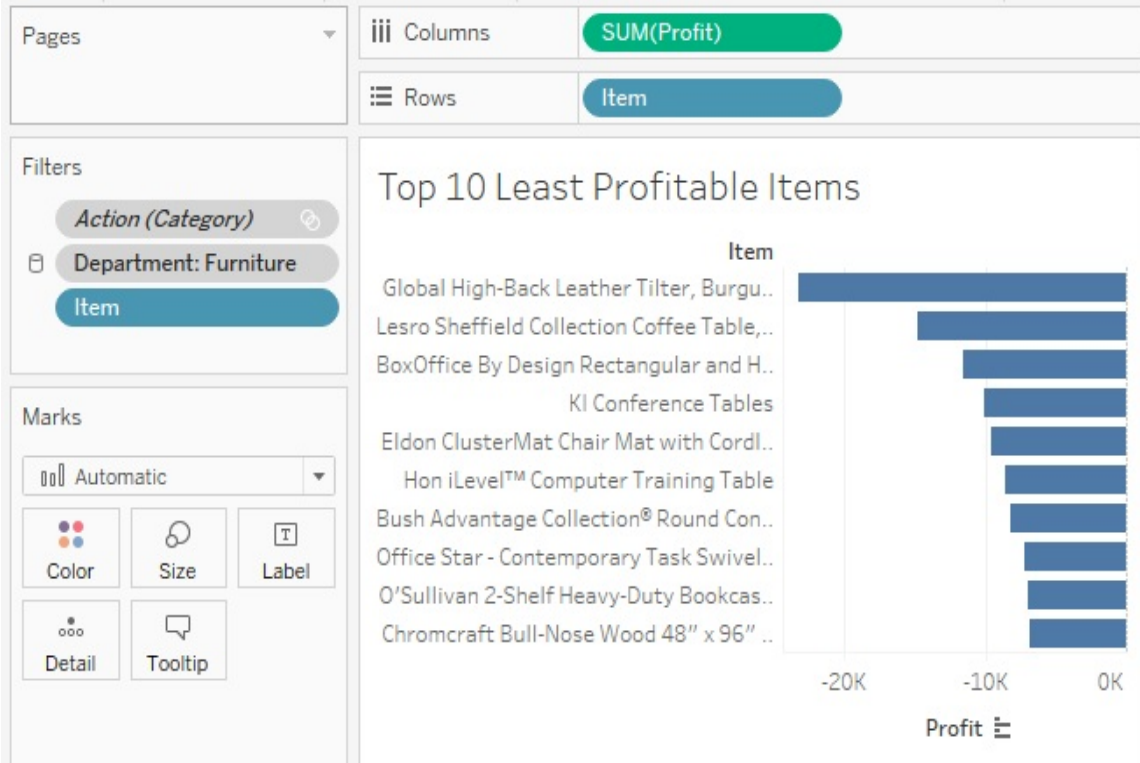 Pages
Columns
SUM(Profit)
Rows
Item
Filters
Action (Category)
Department: Furniture
Item
Marks
Automatic
Color
Size
Label
Detail
Tooltip
Top 10 Least Profitable Items
Item
Global High-Back Leather Tilter, Burgu..
Lesro Sheffield Collection Coffee Table,..
BoxOffice By Design Rectangular and H..
KI Conference Tables
Eldon ClusterMat Chair Mat with Cordl..
Hon iLevel™ Computer Training Table
Bush Advantage Collection® Round Con..
Office Star - Contemporary Task Swivel..
O’Sullivan 2-Shelf Heavy-Duty Bookcas..
Chromcraft Bull-Nose Wood 48” x 96” ..
-20K -10K 0K
Profit